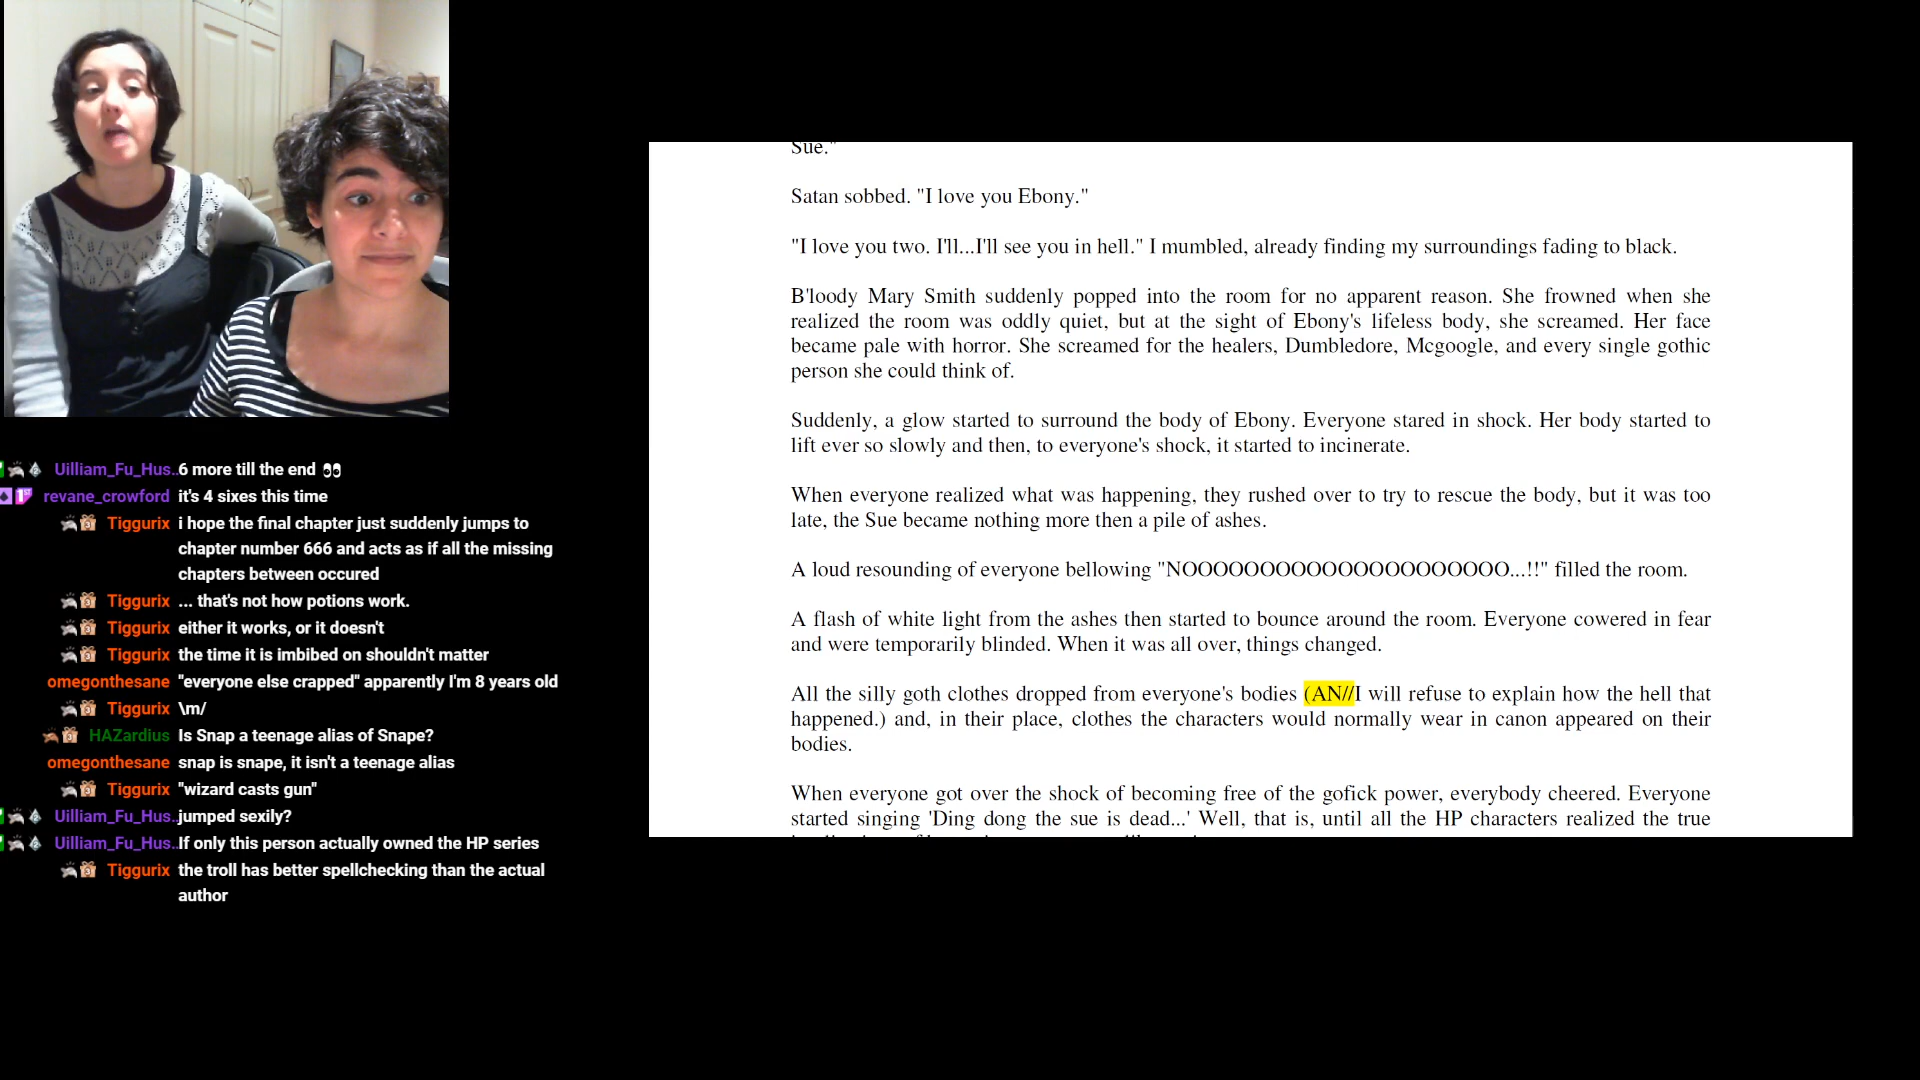 Uilliam_Fu_Hus.. 6 more till the end 👀
revane_crowford it's 4 sixes this time
Tiggurix i hope the final chapter just suddenly jumps to
chapter number 666 and acts as if all the missing
chapters between occured
Tiggurix ... that's not how potions work.
Tiggurix either it works, or it doesn't
Tiggurix the time it is imbibed on shouldn't matter
omegonthesane "everyone else crapped" apparently I'm 8 years old
Tiggurix \m/
HAZardius Is Snap a teenage alias of Snape?
omegonthesane snap is snape, it isn't a teenage alias
Tiggurix "wizard casts gun"
Uilliam_Fu_Hus.. jumped sexily?
Uilliam_Fu_Hus.. If only this person actually owned the HP series
Tiggurix the troll has better spellchecking than the actual
author
Sue."
Satan sobbed. "I love you Ebony."
"I love you two. I'll...I'll see you in hell." I mumbled, already finding my surroundings fading to black.
B'loody Mary Smith suddenly popped into the room for no apparent reason. She frowned when she
realized the room was oddly quiet, but at the sight of Ebony's lifeless body, she screamed. Her face
became pale with horror. She screamed for the healers, Dumbledore, Mcgoogle, and every single gothic
person she could think of.
Suddenly, a glow started to surround the body of Ebony. Everyone stared in shock. Her body started to
lift ever so slowly and then, to everyone's shock, it started to incinerate.
When everyone realized what was happening, they rushed over to try to rescue the body, but it was too
late, the Sue became nothing more then a pile of ashes.
A loud resounding of everyone bellowing "NOOOOOOOOOOOOOOOOOOOOO...!!" filled the room.
A flash of white light from the ashes then started to bounce around the room. Everyone cowered in fear
and were temporarily blinded. When it was all over, things changed.
All the silly goth clothes dropped from everyone's bodies (AN//I will refuse to explain how the hell that
happened.) and, in their place, clothes the characters would normally wear in canon appeared on their
bodies.
When everyone got over the shock of becoming free of the gofick power, everybody cheered. Everyone
started singing 'Ding dong the sue is dead...' Well, that is, until all the HP characters realized the true